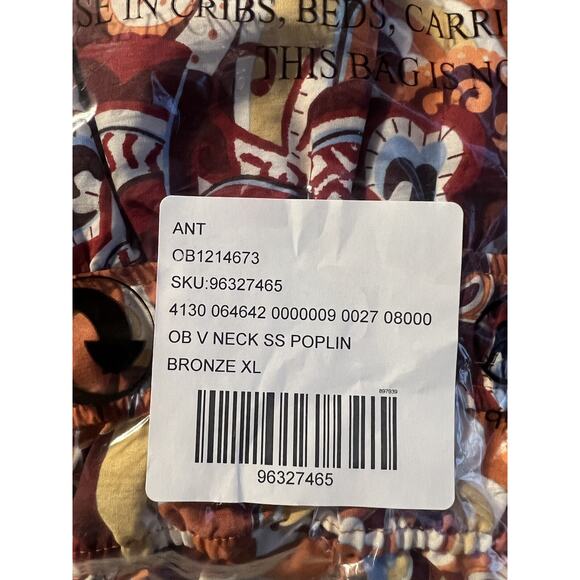 SE IN CRIBS, BEDS, CARRI
THIS BAG IS NO
ANT
OB1214673
SKU:96327465
4130 064642 0000009 0027 08000
OB V NECK SS POPLIN
BRONZE XL
897939
96327465